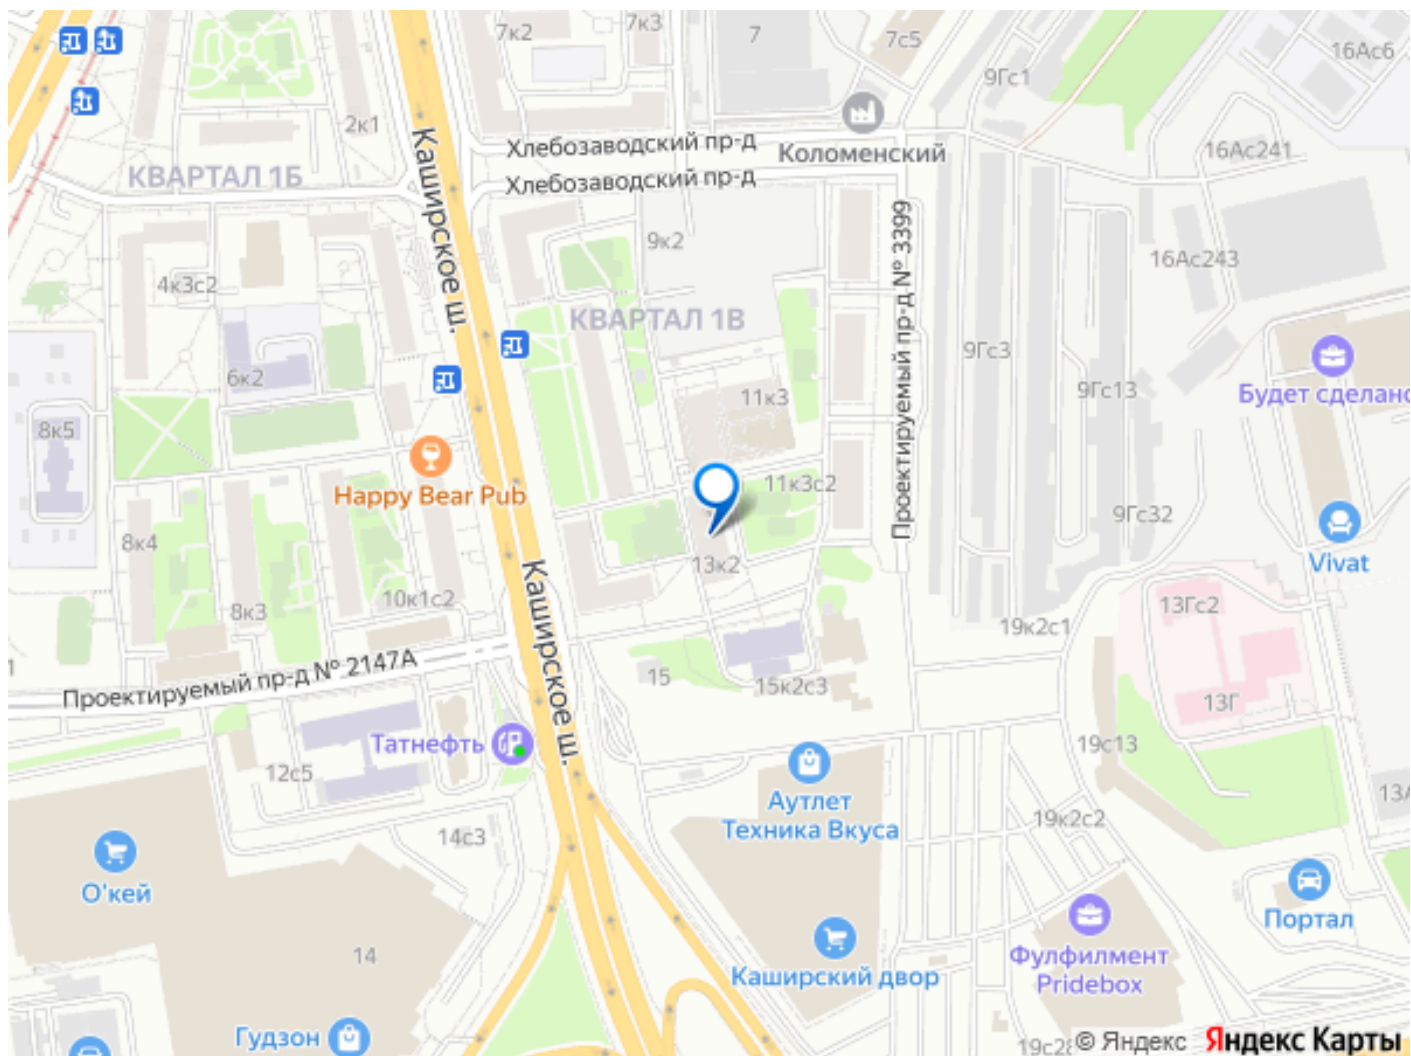 7к2
7к3
7
7с5
16Ас6
9Гс1
2к1
Хлебозаводский пр-д
Коломенский
16Ас241
КВАРТАЛ 1Б
Хлебозаводский пр-д
Каширское ш.
9к2
Проектируемый пр-д № 3399
16Ас243
4к3с2
КВАРТАЛ 1В
9Гс3
6к2
11к3
9Гс13
Будет сделано
8к5
Happy Bear Pub
11к3с2
9Гс32
8к4
13к2
Vivat
Каширское ш.
8к3
10к1с2
13Гс2
19к2с1
Проектируемый пр-д № 2147А
15
15к2с3
13Г
Татнефть
19с13
12с5
Аутлет
Техника Вкуса
13А
14с3
19к2с2
О'кей
Портал
14
Каширский двор
Фулфилмент
Pridebox
Гудзон
© Яндекс Яндекс Карты